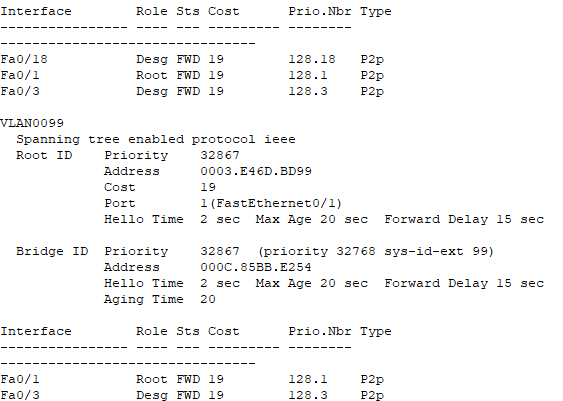 Interface        Role Sts Cost      Prio.Nbr Type
---------------- ---- --- --------- --------
--------------------------------
Fa0/18           Desg FWD 19        128.18   P2p
Fa0/1            Root FWD 19        128.1    P2p
Fa0/3            Desg FWD 19        128.3    P2p
VLAN0099
  Spanning tree enabled protocol ieee
  Root ID    Priority    32867
             Address     0003.E46D.BD99
             Cost        19
             Port        1(FastEthernet0/1)
             Hello Time  2 sec  Max Age 20 sec  Forward Delay 15 sec
  Bridge ID  Priority    32867  (priority 32768 sys-id-ext 99)
             Address     000C.85BB.E254
             Hello Time  2 sec  Max Age 20 sec  Forward Delay 15 sec
             Aging Time  20
Interface        Role Sts Cost      Prio.Nbr Type
---------------- ---- --- --------- --------
--------------------------------
Fa0/1            Root FWD 19        128.1    P2p
Fa0/3            Desg FWD 19        128.3    P2p